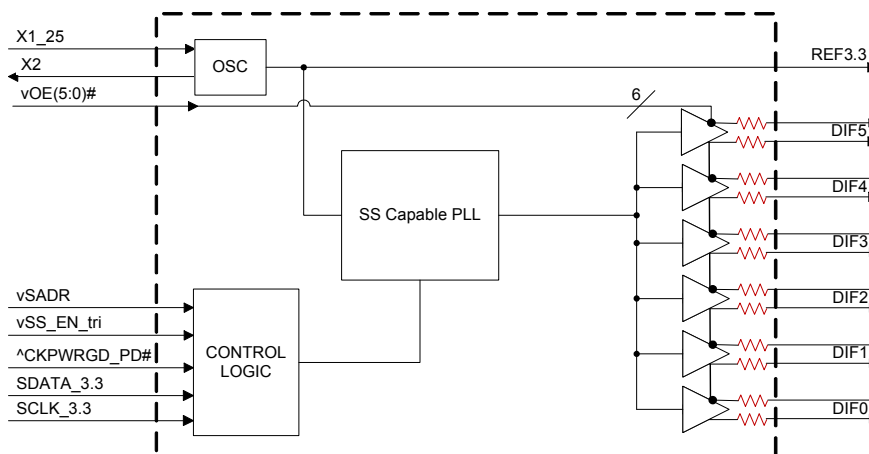 X1_25
OSC
REF3.3
X2
vOE(5:0)#
6
DIF5
DIF4
SS Capable PLL
DIF3
vSADR
DIF2
vSS_EN_tri
^CKPWRGD_PD#
CONTROL
LOGIC
DIF1
SDATA_3.3
SCLK_3.3
DIF0